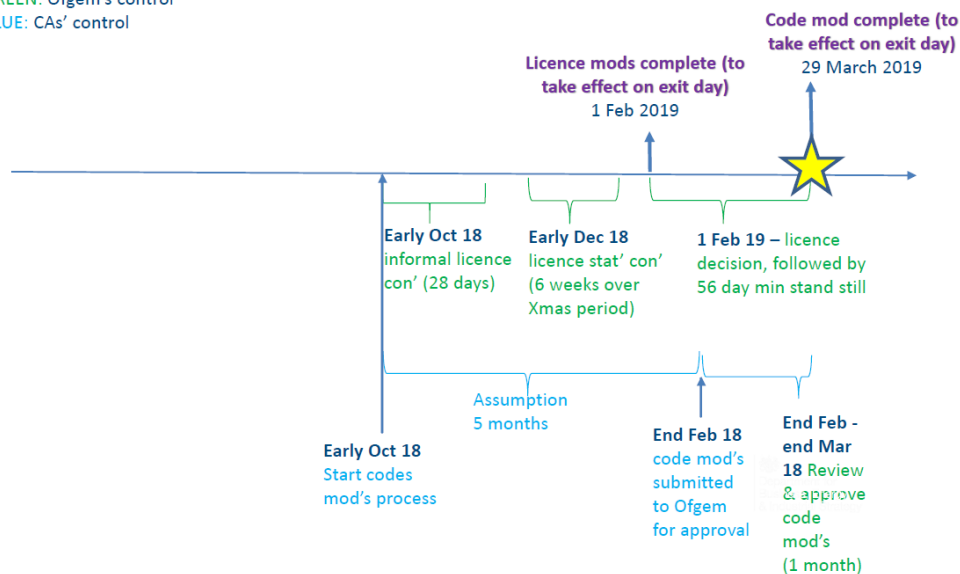 GREEN: Ofgem's control
BLUE: CAs' control
Code mod complete (to
take effect on exit day)
29 March 2019
Licence mods complete (to
take effect on exit day)
1 Feb 2019
Early Oct 18
informal licence
con' (28 days)
Early Dec 18
licence stat' con'
(6 weeks over
Xmas period)
1 Feb 19 – licence
decision, followed by
56 day min stand still
Assumption
5 months
Early Oct 18
Start codes
mod's process
End Feb 18
code mod's
submitted
to Ofgem
for approval
End Feb -
end Mar
18 Review
& approve
code
mod's
(1 month)